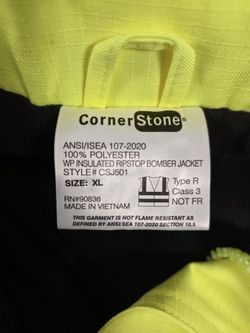 CornerStone®
ANSI/ISEA 107-2020
100% POLYESTER
WP INSULATED RIPSTOP BOMBER JACKET
STYLE# CSJ501
SIZE: XL
Type R
Class 3
NOT FR
RN#90836
MADE IN VIETNAM
THIS GARMENT IS NOT FLAME RESISTANT AS
DEFINED BY ANSI/ISEA 107-2020 SECTION 10.5